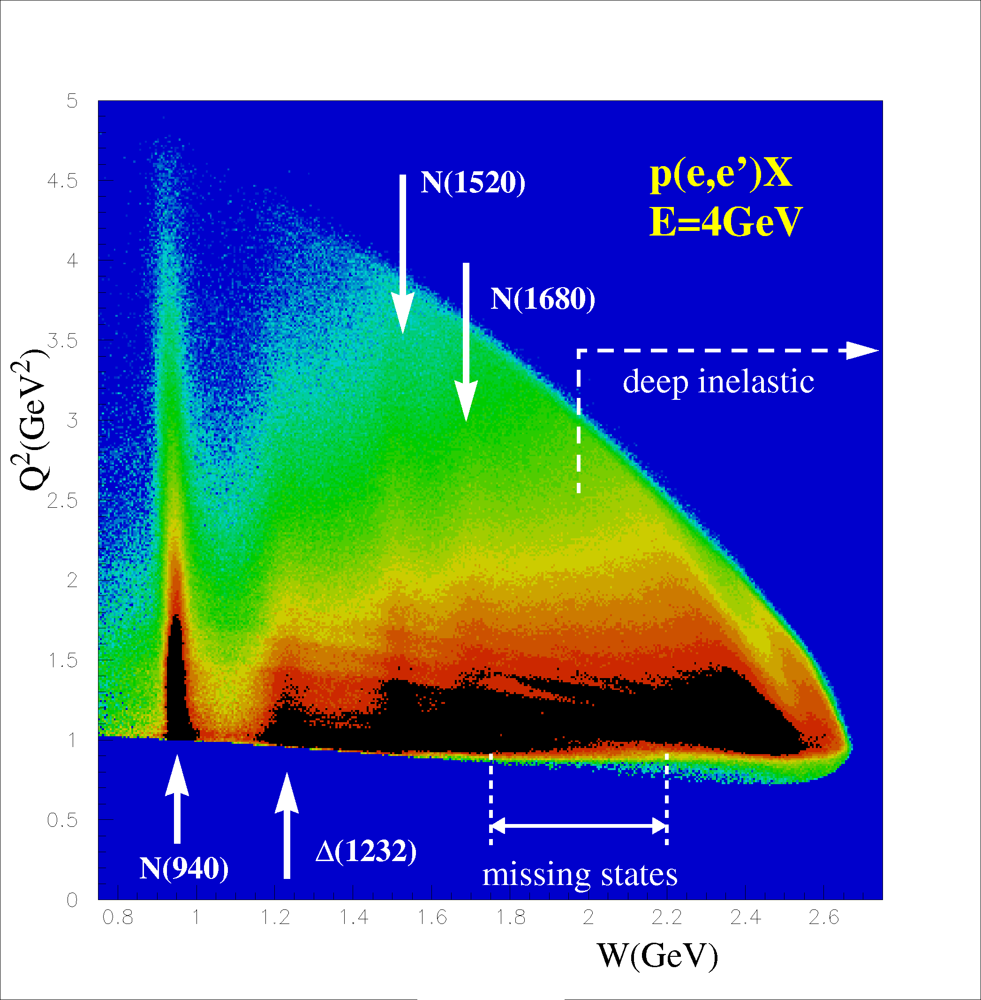 5
4.5
4
3.5
3
2.5
2
1.5
1
0.5
0
Q²(GeV²)
N(1520)
p(e,e’)X
E=4GeV
N(1680)
deep inelastic
N(940)
Δ(1232)
missing states
0.8 1 1.2 1.4 1.6 1.8 2 2.2 2.4 2.6
W(GeV)